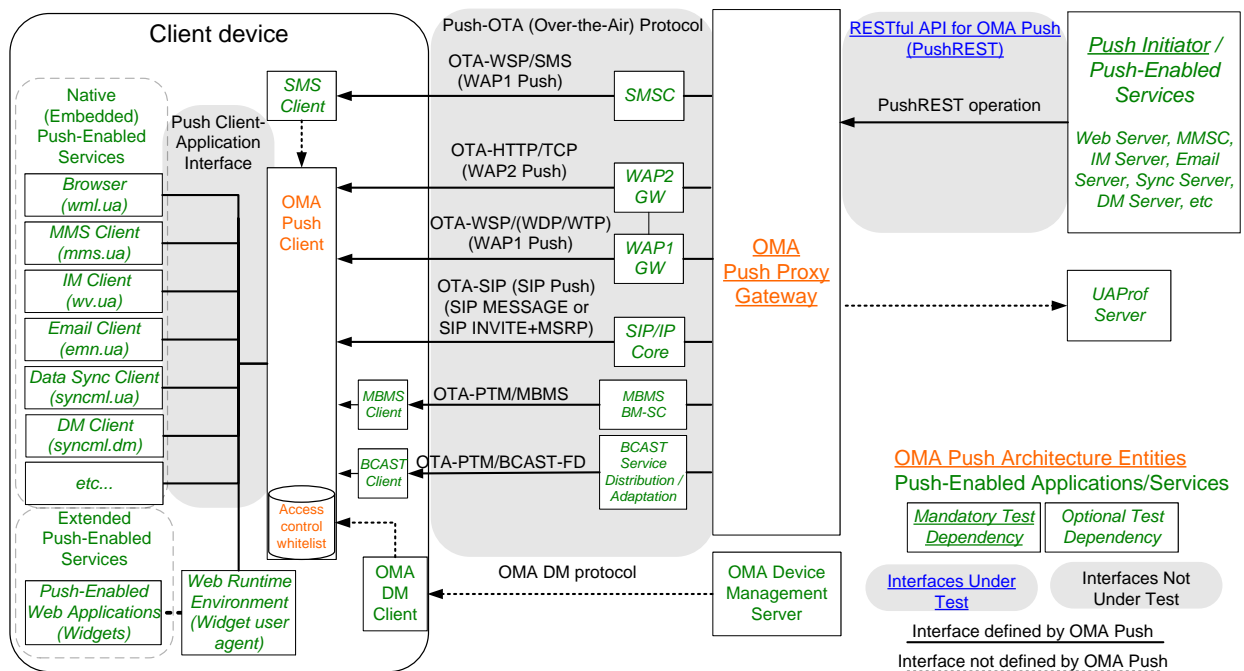 Client device
Native
(Embedded)
Push-Enabled
Services
Browser
(wml.ua)
MMS Client
(mms.ua)
IM Client
(wv.ua)
Email Client
(emn.ua)
Data Sync Client
(syncml.ua)
DM Client
(syncml.dm)
etc...
Extended
Push-Enabled
Services
Push-Enabled
Web Applications
(Widgets)
Push Client-
Application
Interface
Web Runtime
Environment
(Widget user
agent)
SMS
Client
OMA
Push
Client
MBMS
Client
BCAST
Client
Access
control
whitelist
OMA
DM
Client
Push-OTA (Over-the-Air) Protocol
OTA-WSP/SMS
(WAP1 Push)
SMSC
OTA-HTTP/TCP
(WAP2 Push)
WAP2
GW
OTA-WSP/(WDP/WTP)
(WAP1 Push)
WAP1
GW
OTA-SIP (SIP Push)
(SIP MESSAGE or
SIP INVITE+MSRP)
SIP/IP
Core
OTA-PTM/MBMS
MBMS
BM-SC
OTA-PTM/BCAST-FD
BCAST
Service
Distribution /
Adaptation
OMA DM protocol
OMA
Push Proxy
Gateway
OMA Device
Management
Server
RESTful API for OMA Push
(PushREST)
PushREST operation
Push Initiator /
Push-Enabled
Services
Web Server, MMSC,
IM Server, Email
Server, Sync Server,
DM Server, etc
UAProf
Server
OMA Push Architecture Entities
Push-Enabled Applications/Services
Mandatory Test
Dependency
Optional Test
Dependency
Interfaces Under
Test
Interfaces Not
Under Test
Interface defined by OMA Push
Interface not defined by OMA Push